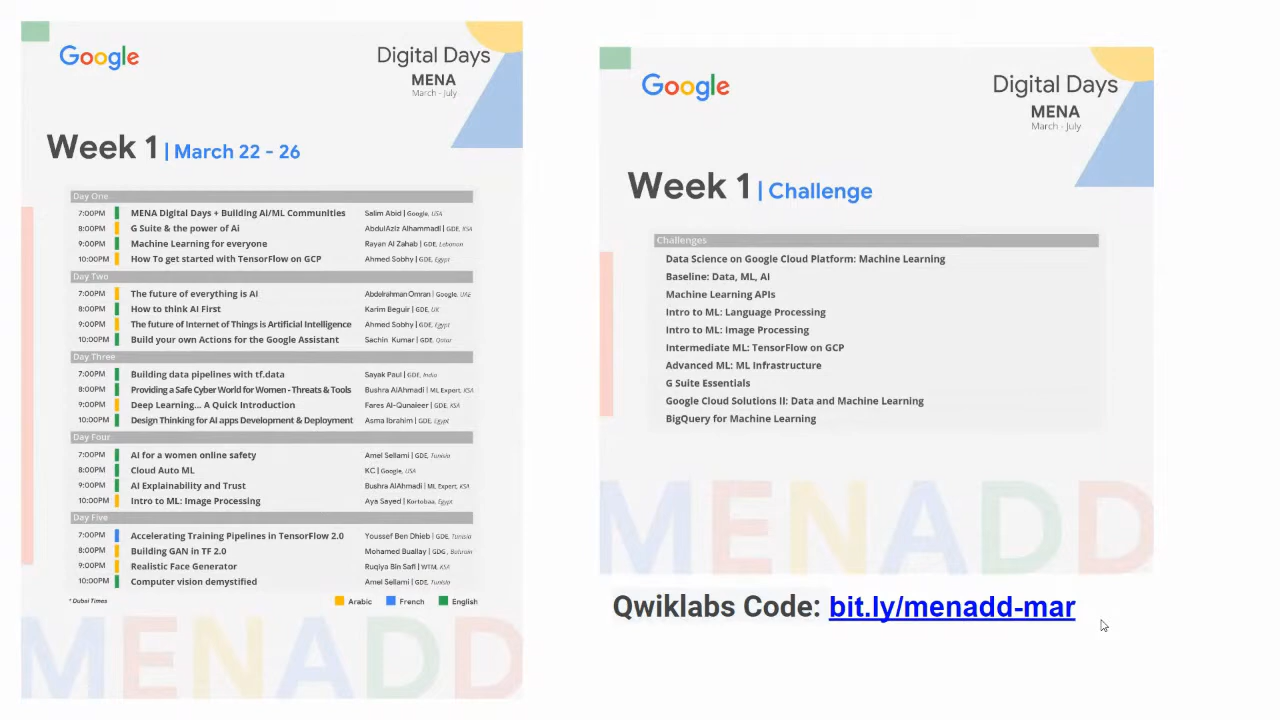 Google
Digital Days
MENA
March - July
Week 1 | March 22 - 26
Day One
7:00PM MENA Digital Days + Building AI/ML Communities Salim Abid | Google, USA
8:00PM G Suite & the power of Ai AbdulAziz Alhammadi | GDE, KSA
9:00PM Machine Learning for everyone Rayan Al Zahab | GDE, Lebanon
10:00PM How To get started with TensorFlow on GCP Ahmed Sobhy | GDE, Egypt
Day Two
7:00PM The future of everything is AI Abdelrahman Omran | Google, UAE
8:00PM How to think AI First Karim Beguir | GDE, UK
9:00PM The future of Internet of Things is Artificial Intelligence Ahmed Sobhy | GDE, Egypt
10:00PM Build your own Actions for the Google Assistant Sachin Kumar | GDE, Qatar
Day Three
7:00PM Building data pipelines with tf.data Sayak Paul | GDE, India
8:00PM Providing a Safe Cyber World for Women - Threats & Tools Bushra AlAhmadi | ML Expert, KSA
9:00PM Deep Learning... A Quick Introduction Fares Al-Qunaieer | GDE, KSA
10:00PM Design Thinking for AI apps Development & Deployment Asma Ibrahim | GDE, Egypt
Day Four
7:00PM AI for a women online safety Amel Sellami | GDE, Tunisia
8:00PM Cloud Auto ML KC | Google, USA
9:00PM AI Explainability and Trust Bushra AlAhmadi | ML Expert, KSA
10:00PM Intro to ML: Image Processing Aya Sayed | Kortobaa, Egypt
Day Five
7:00PM Accelerating Training Pipelines in TensorFlow 2.0 Youssef Ben Dhieb | GDE, Tunisia
8:00PM Building GAN in TF 2.0 Mohamed Buallay | GDG, Bahrain
9:00PM Realistic Face Generator Ruqiya Bin Safi | WTM, KSA
10:00PM Computer vision demystified Amel Sellami | GDE, Tunisia
* Dubai Times Arabic French English
MENADD
Google
Digital Days
MENA
March - July
Week 1 | Challenge
Challenges
Data Science on Google Cloud Platform: Machine Learning
Baseline: Data, ML, AI
Machine Learning APIs
Intro to ML: Language Processing
Intro to ML: Image Processing
Intermediate ML: TensorFlow on GCP
Advanced ML: ML Infrastructure
G Suite Essentials
Google Cloud Solutions II: Data and Machine Learning
BigQuery for Machine Learning
MENADD
Qwiklabs Code: bit.ly/menadd-mar